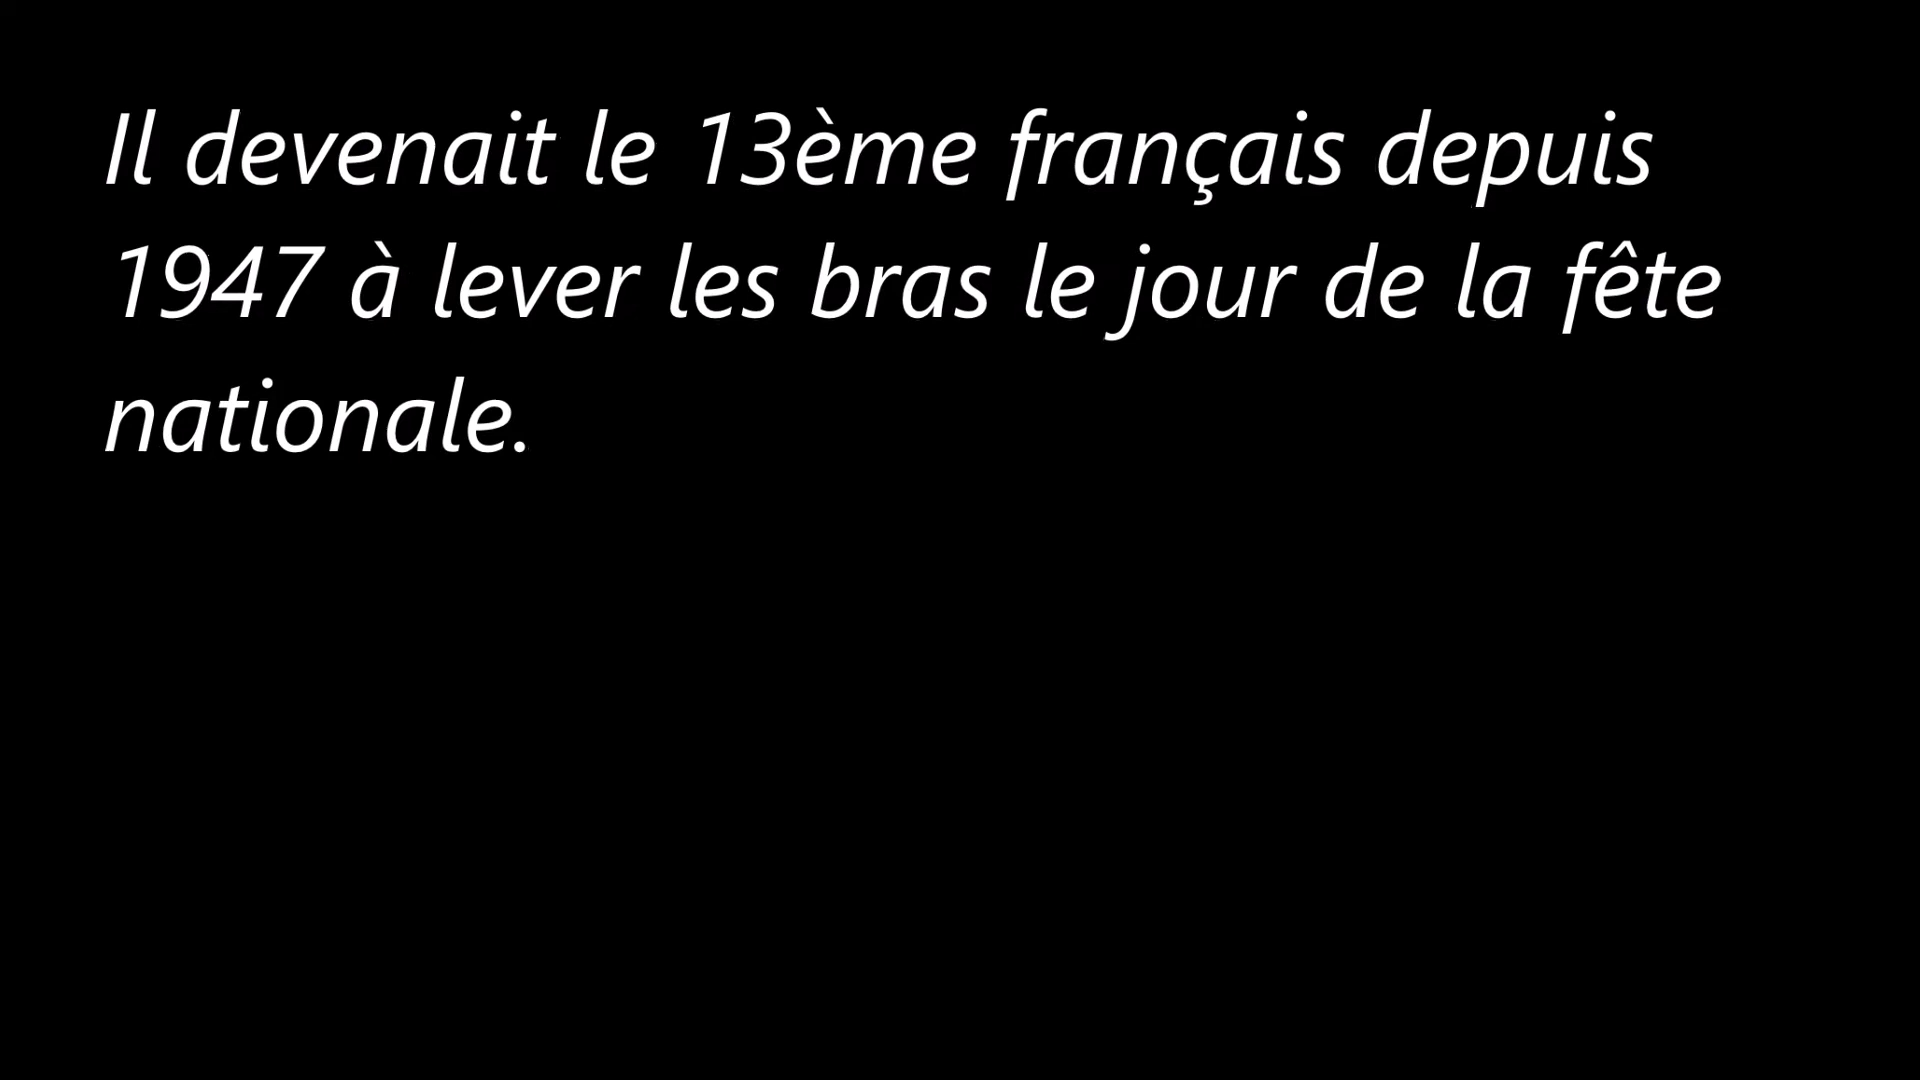 Il devenait le 13ème français depuis
1947 à lever les bras le jour de la fête
nationale.